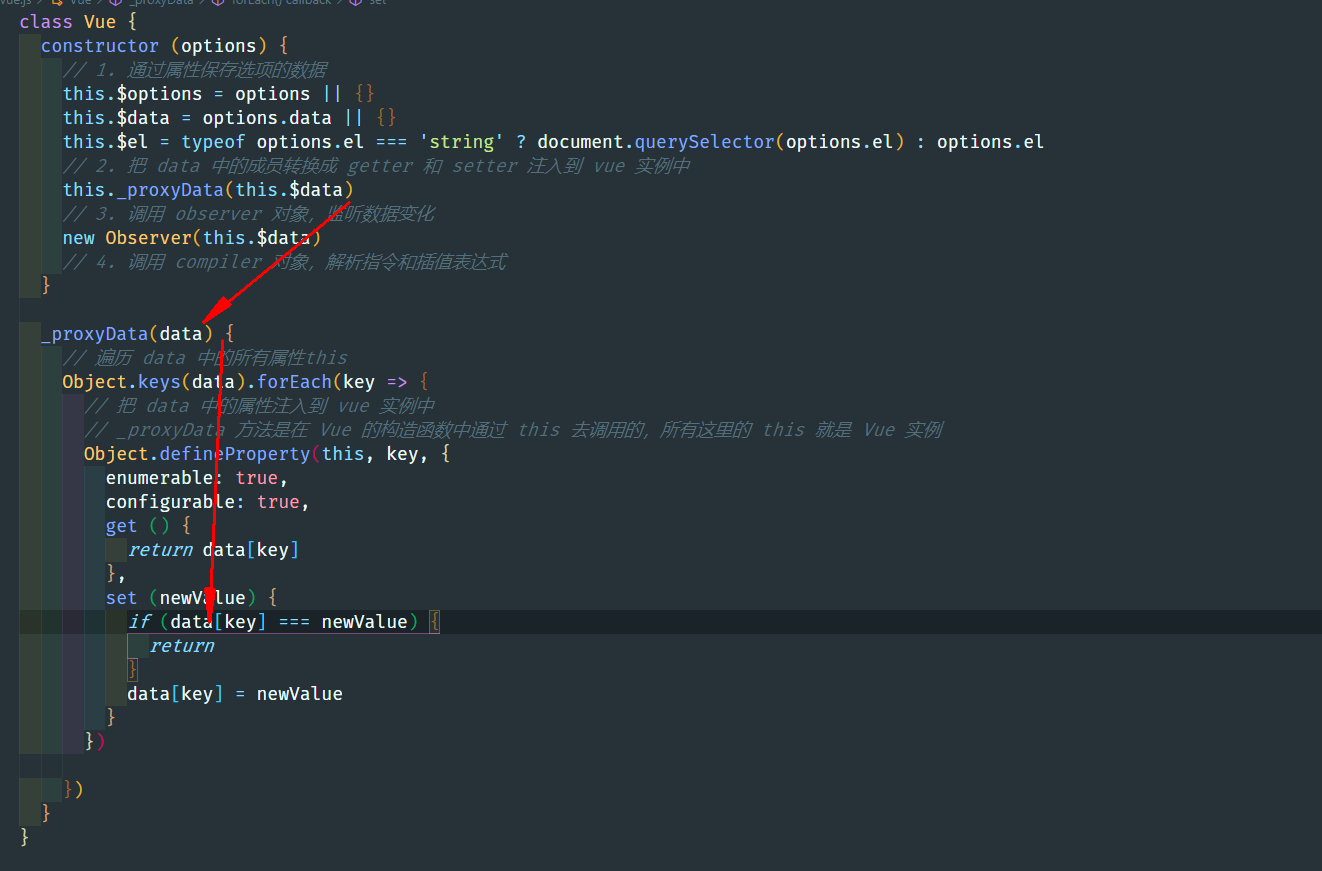 vue.js > Vue > _proxyData > forEach() callback > set
class Vue {
constructor (options) {
// 1. 通过属性保存选项的数据
this.$options = options || {}
this.$data = options.data || {}
this.$el = typeof options.el === 'string' ? document.querySelector(options.el) : options.el
// 2. 把 data 中的成员转换成 getter 和 setter 注入到 vue 实例中
this._proxyData(this.$data)
// 3. 调用 observer 对象, 监听数据变化
new Observer(this.$data)
// 4. 调用 compiler 对象, 解析指令和插值表达式
}
_proxyData(data) {
// 遍历 data 中的所有属性this
Object.keys(data).forEach(key => {
// 把 data 中的属性注入到 vue 实例中
// _proxyData 方法是在 Vue 的构造函数中通过 this 去调用的, 所有这里的 this 就是 Vue 实例
Object.defineProperty(this, key, {
enumerable: true,
configurable: true,
get () {
return data[key]
},
set (newValue) {
if (data[key] === newValue) {
return
}
data[key] = newValue
}
})
})
}
}